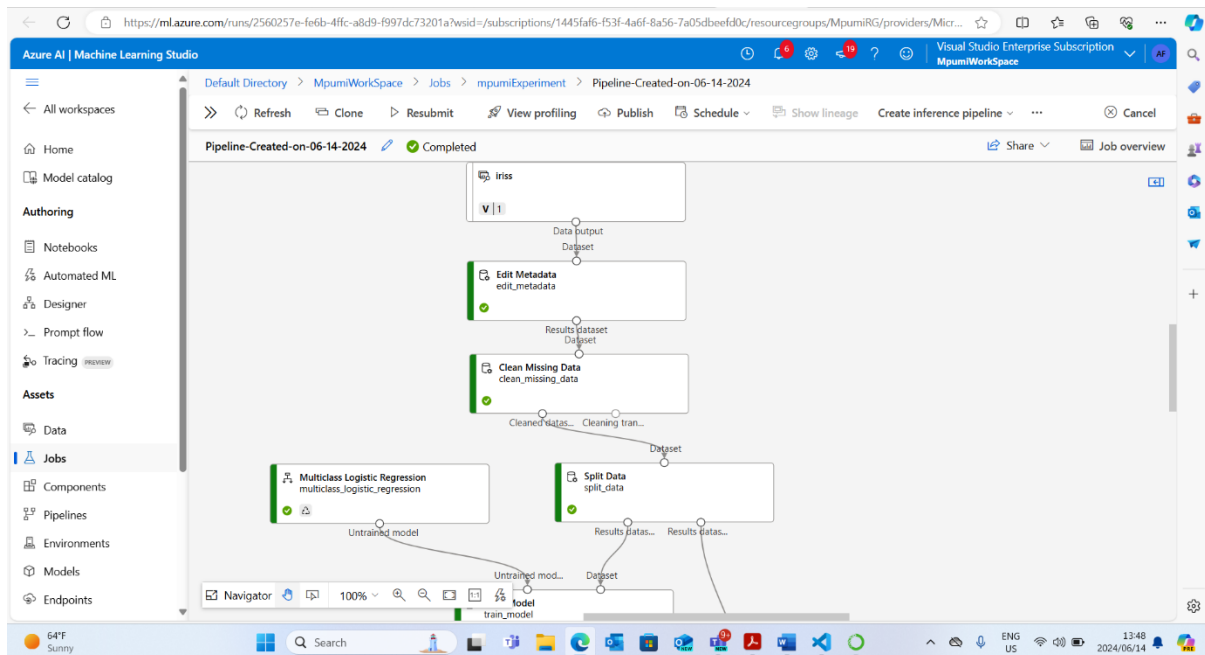 https://ml.azure.com/runs/2560257e-fe6b-4ffc-a8d9-f997dc73201a?wsid=/subscriptions/1445faf6-f53f-4a6f-8a56-7a05dbeefd0c/resourcegroups/MpumiRG/providers/Micr...
Azure AI | Machine Learning Studio
6
19
?
Visual Studio Enterprise Subscription
MpumiWorkSpace
AF
Default Directory > MpumiWorkSpace > Jobs > mpumiExperiment > Pipeline-Created-on-06-14-2024
All workspaces
Refresh
Clone
Resubmit
View profiling
Publish
Schedule
Show lineage
Create inference pipeline
...
Cancel
Pipeline-Created-on-06-14-2024
Completed
Share
Job overview
Home
Model catalog
Authoring
Notebooks
Automated ML
Designer
Prompt flow
Tracing PREVIEW
Assets
Data
Jobs
Components
Pipelines
Environments
Models
Endpoints
iriss
V | 1
Data output
Dataset
Edit Metadata
edit_metadata
Results dataset
Dataset
Clean Missing Data
clean_missing_data
Cleaned datas... Cleaning tran...
Dataset
Multiclass Logistic Regression
multiclass_logistic_regression
Untrained model
Split Data
split_data
Results datas... Results datas...
Untrained mod... Dataset
Model
train_model
Navigator
100%
1:1
64°F
Sunny
Search
NEW
9+
NEW
ENG
US
13:48
2024/06/14
PRE